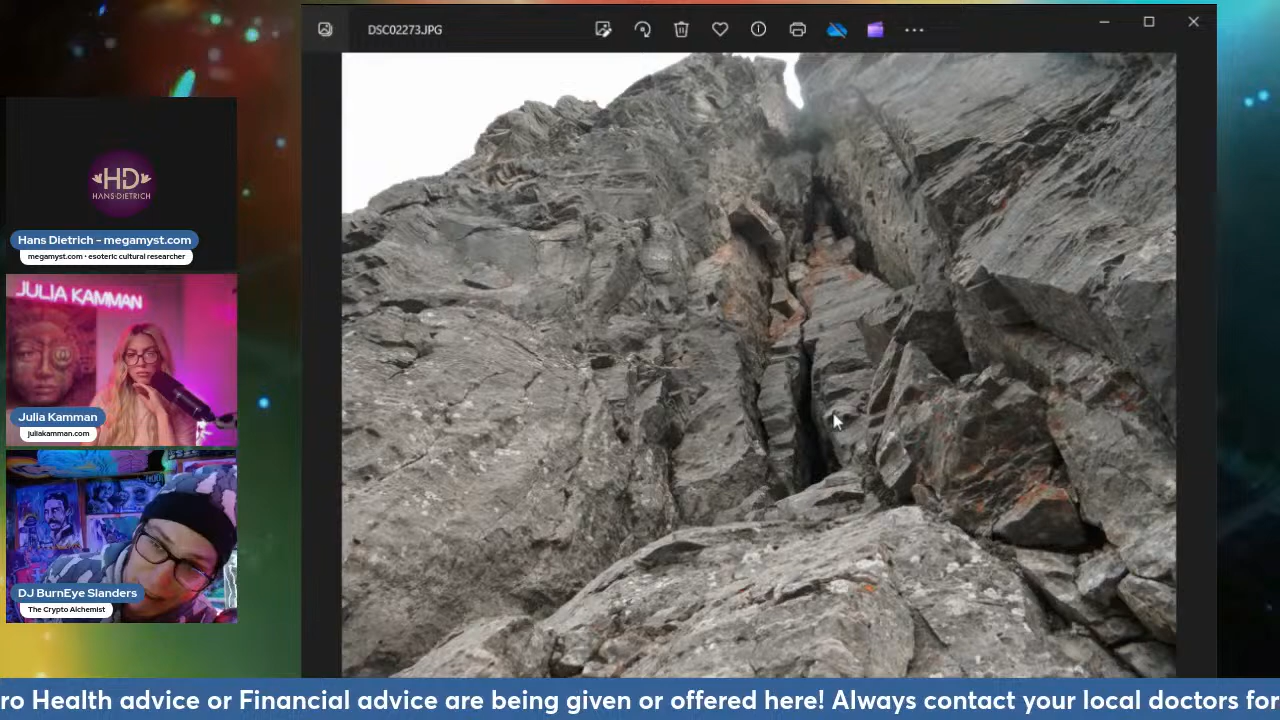 DSC02273.JPG
HD
HANS-DIETRICH
Hans Dietrich - megamyst.com
megamyst.com • esoteric cultural researcher
JULIA KAMMAN
Julia Kamman
juliakamman.com
DJ BurnEye Slanders
The Crypto Alchemist
ro Health advice or Financial advice are being given or offered here! Always contact your local doctors for